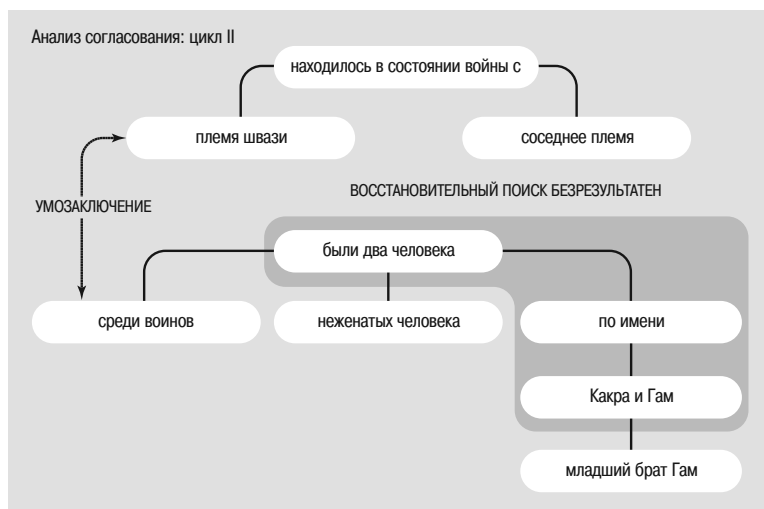 Анализ согласования: цикл II
находилось в состоянии войны с
племя швази
соседнее племя
ВОССТАНОВИТЕЛЬНЫЙ ПОИСК БЕЗРЕЗУЛЬТАТЕН
УМОЗАКЛЮЧЕНИЕ
были два человека
среди воинов
неженатых человека
по имени
Какра и Гам
младший брат Гам